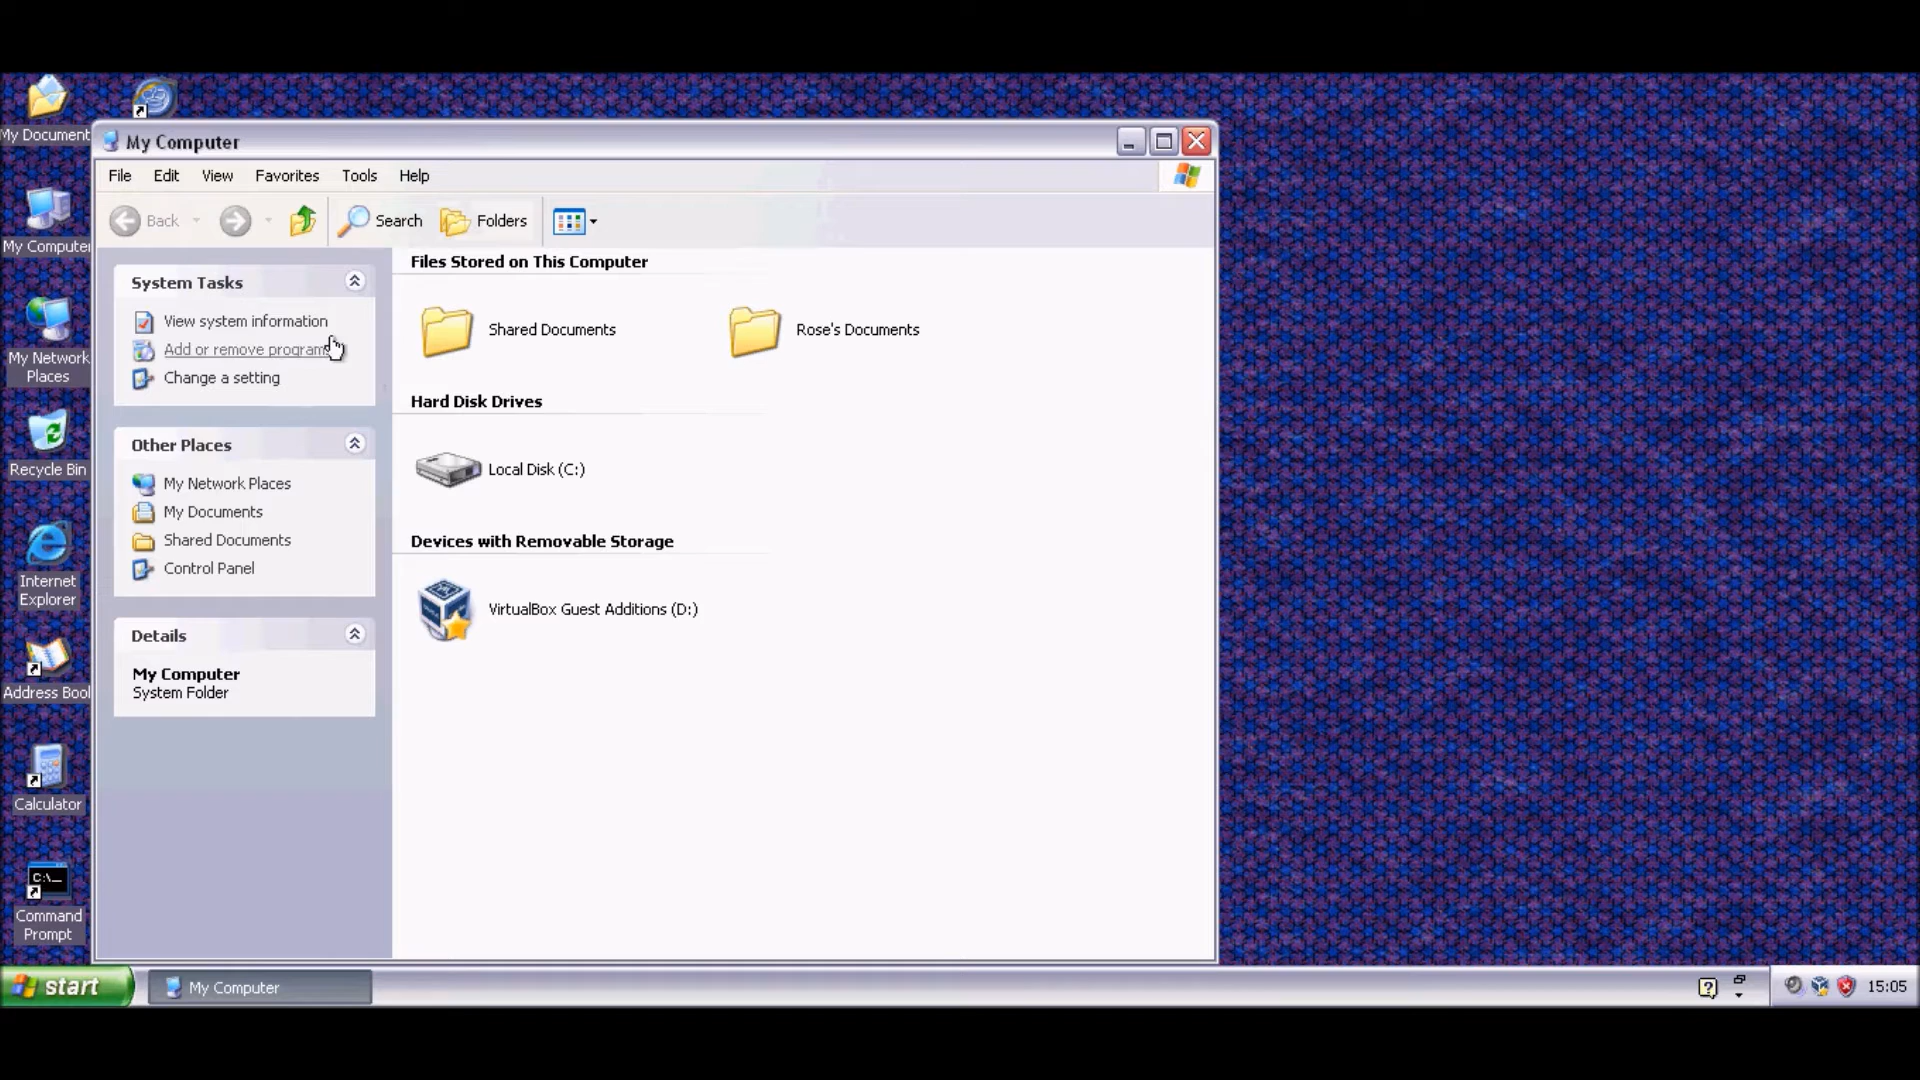 My Document
My Compute
My Network
Places
Recycle Bin
Internet
Explorer
Address Bool
Calculator
C:\_
Command
Prompt
My Computer
File Edit View Favorites Tools Help
Back Search Folders
System Tasks
View system information
Add or remove program
Change a setting
Other Places
My Network Places
My Documents
Shared Documents
Control Panel
Details
My Computer
System Folder
Files Stored on This Computer
Shared Documents Rose's Documents
Hard Disk Drives
Local Disk (C:)
Devices with Removable Storage
VirtualBox Guest Additions (D:)
start My Computer 15:05